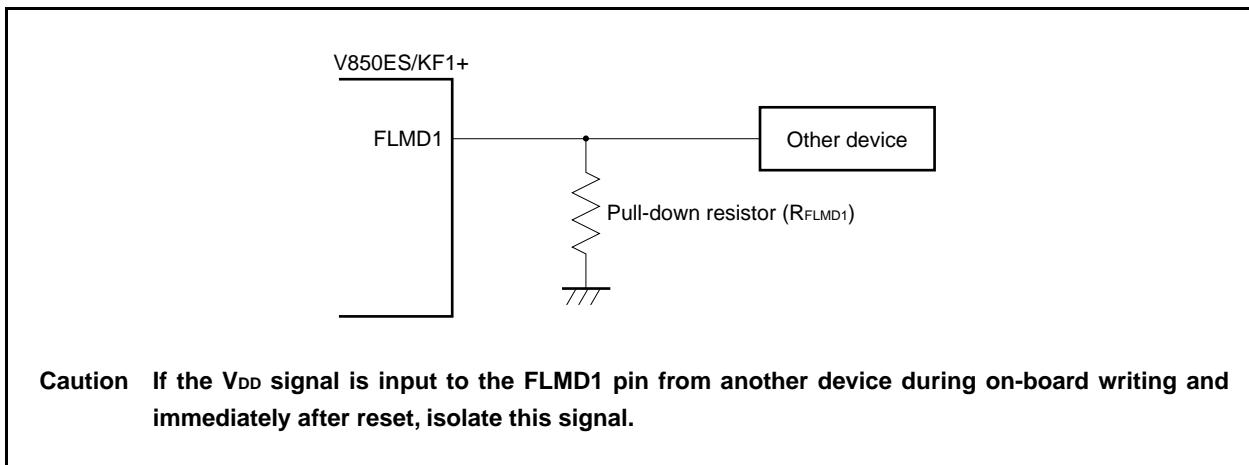 V850ES/KF1+
FLMD1
Other device
Pull-down resistor (RFLMD1)
Caution If the VDD signal is input to the FLMD1 pin from another device during on-board writing and
immediately after reset, isolate this signal.